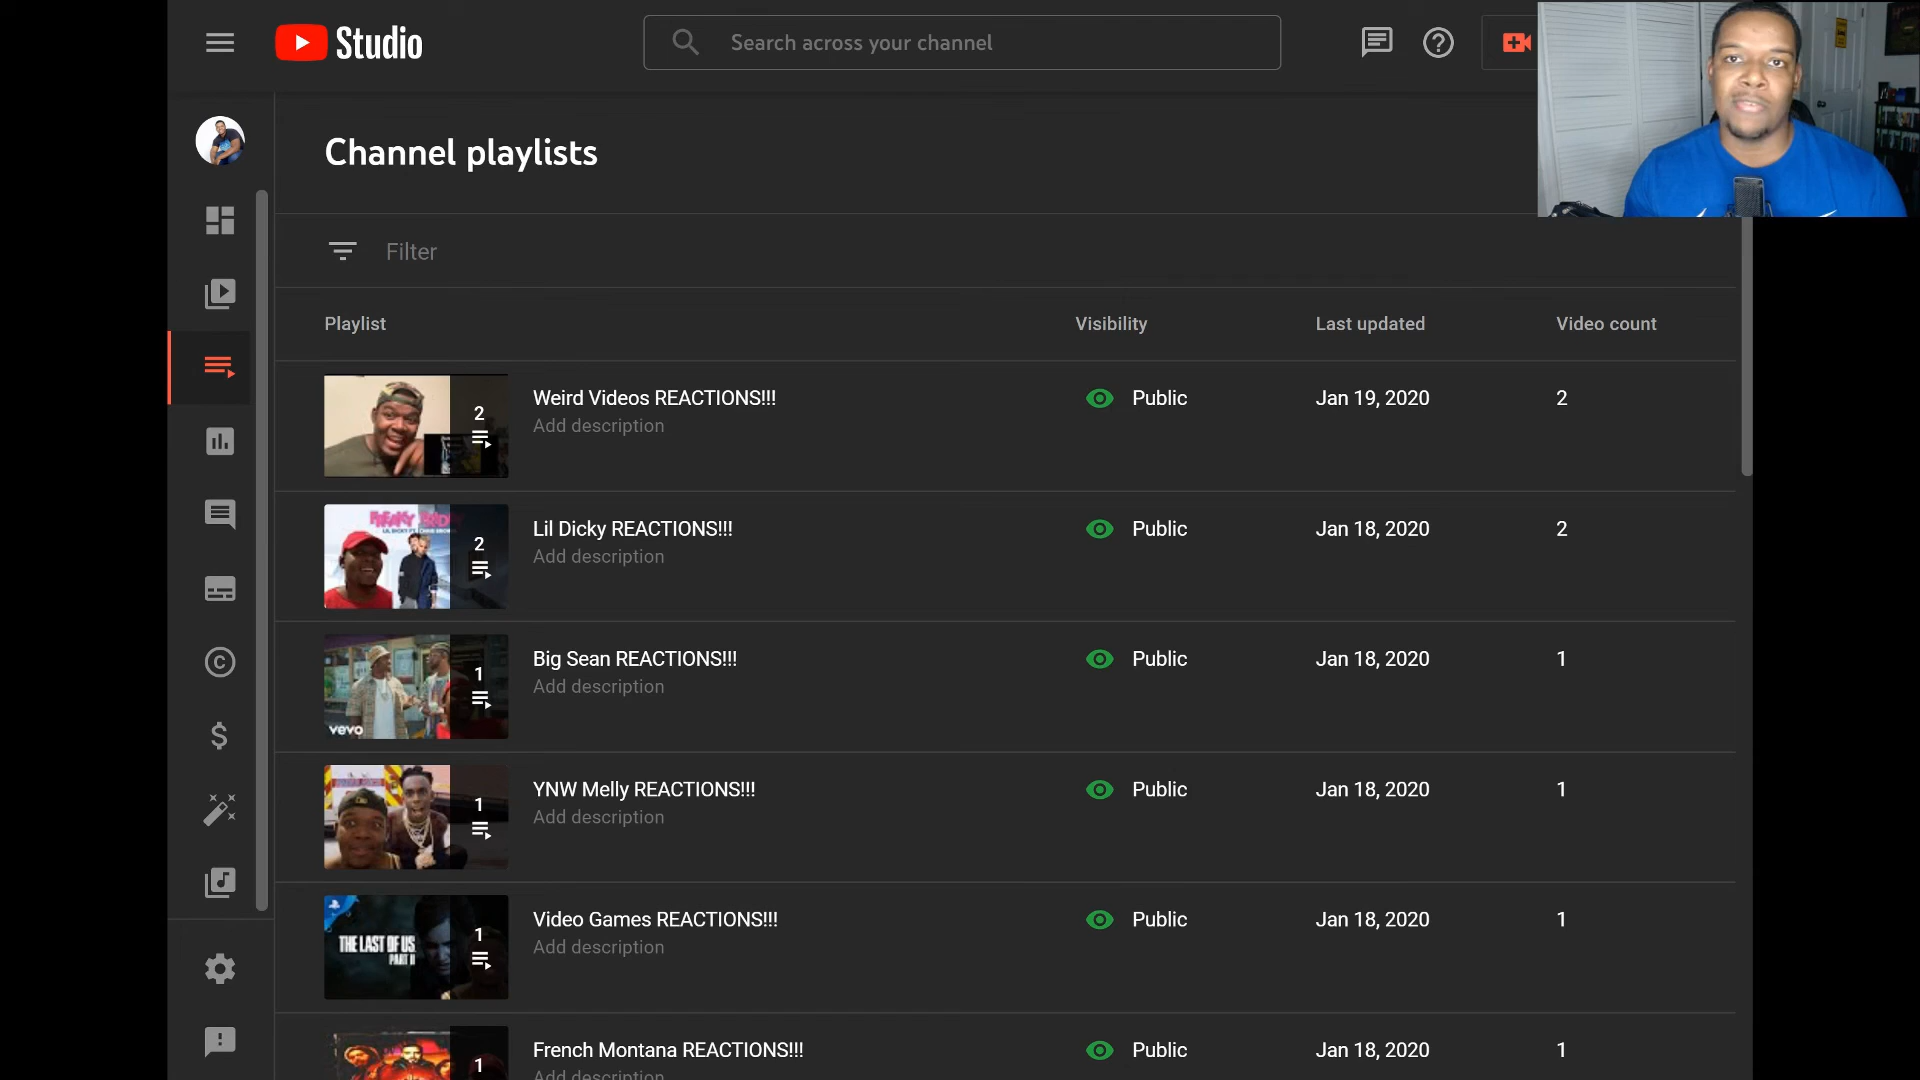 Studio
Search across your channel
Channel playlists
Filter
Playlist Visibility Last updated Video count
2
Weird Videos REACTIONS!!! Public Jan 19, 2020 2
Add description
FREAKY
2
Lil Dicky REACTIONS!!! Public Jan 18, 2020 2
Add description
1
vevo
Big Sean REACTIONS!!! Public Jan 18, 2020 1
Add description
1
YNW Melly REACTIONS!!! Public Jan 18, 2020 1
Add description
THE LAST OF US
PART II
1
Video Games REACTIONS!!! Public Jan 18, 2020 1
Add description
1
French Montana REACTIONS!!! Public Jan 18, 2020 1
Add description